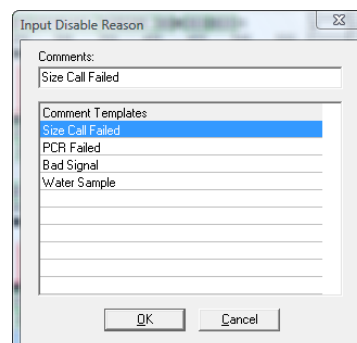 Input Disable Reason
Comments:
Size Call Failed
Comment Templates
Size Call Failed
PCR Failed
Bad Signal
Water Sample
OK Cancel